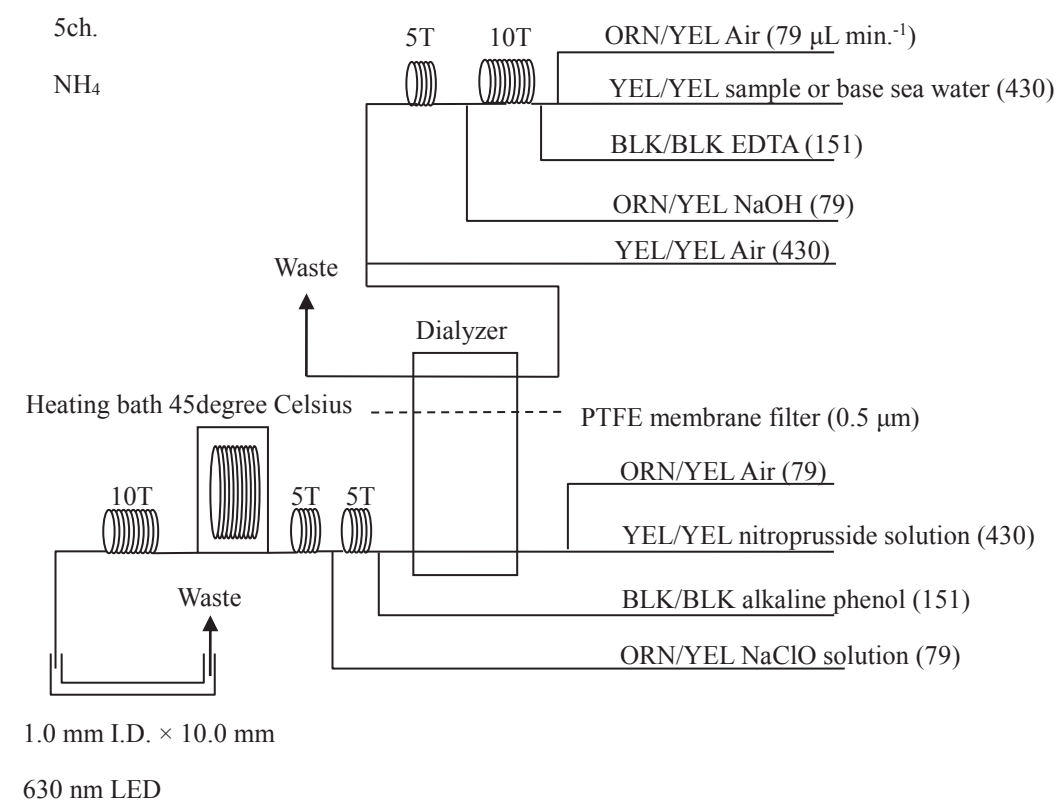 5ch.
NH₄
5T
10T
ORN/YEL Air (79 μL min.⁻¹)
YEL/YEL sample or base sea water (430)
BLK/BLK EDTA (151)
ORN/YEL NaOH (79)
YEL/YEL Air (430)
Waste
Dialyzer
Heating bath 45degree Celsius
PTFE membrane filter (0.5 μm)
ORN/YEL Air (79)
10T
5T
5T
YEL/YEL nitroprusside solution (430)
Waste
BLK/BLK alkaline phenol (151)
ORN/YEL NaClO solution (79)
1.0 mm I.D. × 10.0 mm
630 nm LED